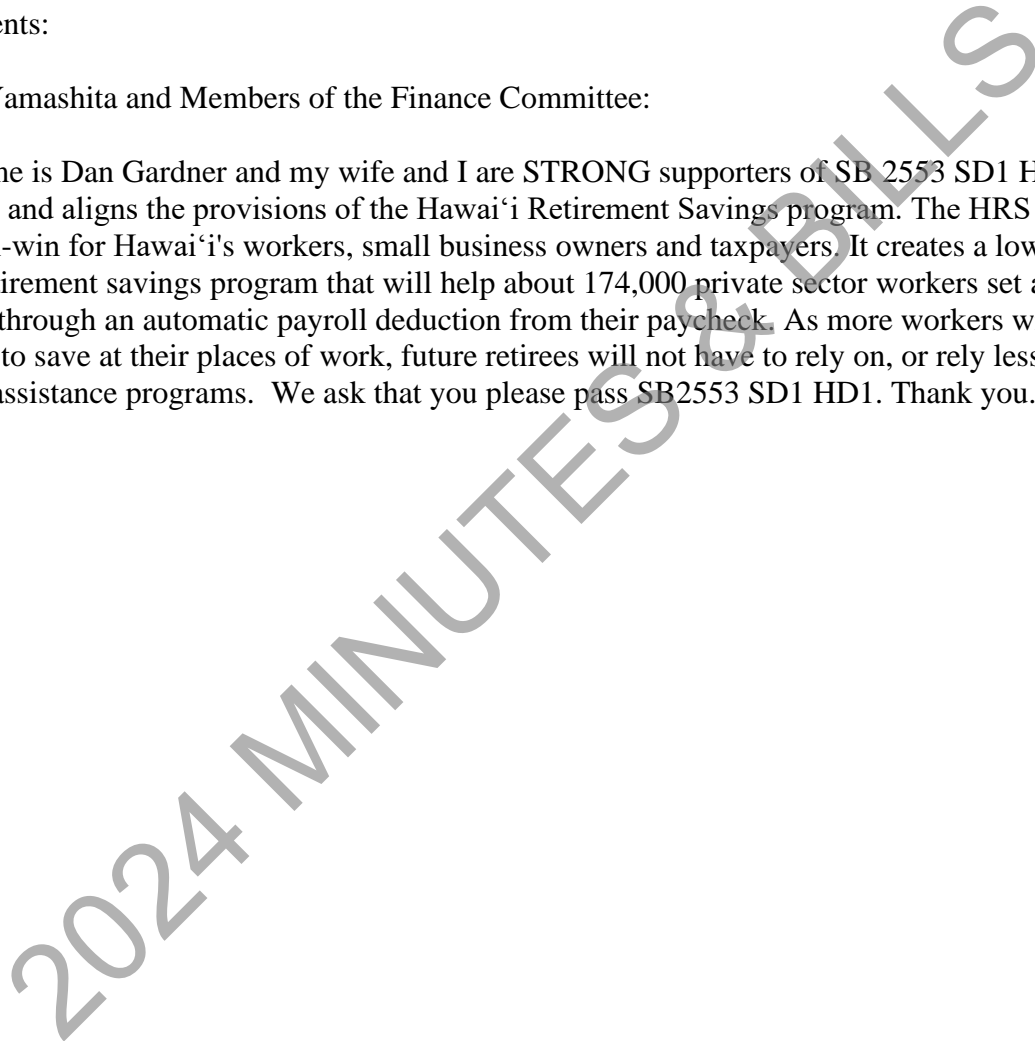 ents:
Yamashita and Members of the Finance Committee:
ne is Dan Gardner and my wife and I are STRONG supporters of SB 2553 SD1 H
and aligns the provisions of the Hawai‘i Retirement Savings program. The HRS
-win for Hawai‘i's workers, small business owners and taxpayers. It creates a low
tirement savings program that will help about 174,000 private sector workers set a
through an automatic payroll deduction from their paycheck. As more workers w
to save at their places of work, future retirees will not have to rely on, or rely less
assistance programs.  We ask that you please pass SB2553 SD1 HD1. Thank you.
2024 MINUTES & BILLS